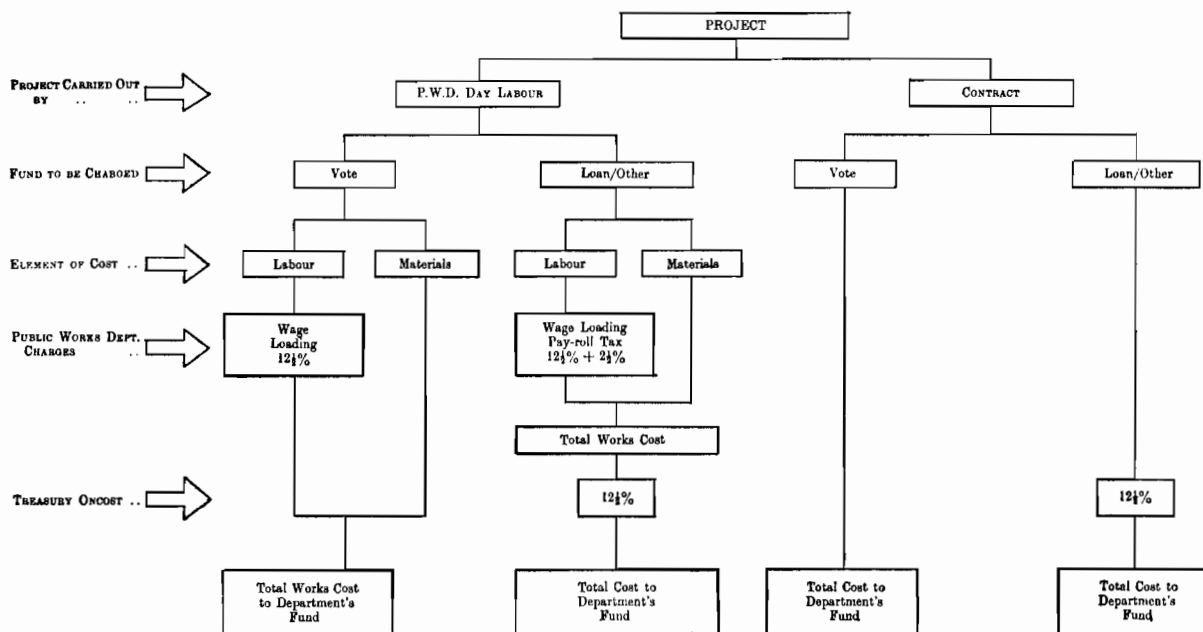 PROJECT
PROJECT CARRIED OUT
BY .. ..
P.W.D. DAY LABOUR
CONTRACT
FUND TO BE CHARGED
Vote
Loan/Other
Vote
Loan/Other
ELEMENT OF COST ..
Labour
Materials
Labour
Materials
PUBLIC WORKS DEPT.
CHARGES ..
Wage
Loading
12½%
Wage Loading
Pay-roll Tax
12½% + 2½%
Total Works Cost
TREASURY ONCOST ..
12½%
12½%
Total Works Cost
to Department's
Fund
Total Cost to
Department's
Fund
Total Cost to
Department's
Fund
Total Cost to
Department's
Fund